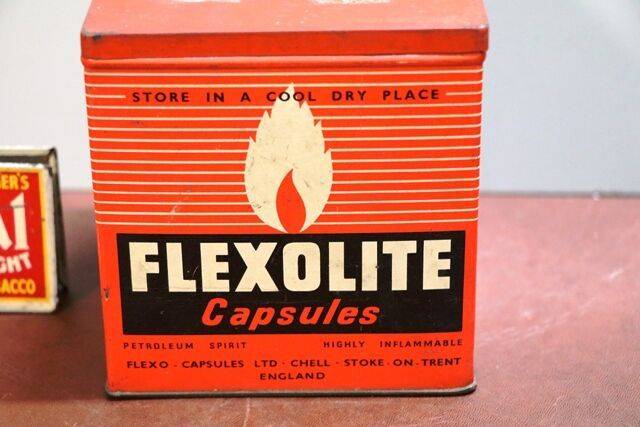 STORE IN A COOL DRY PLACE
FLEXOLITE
Capsules
PETROLEUM SPIRIT HIGHLY INFLAMMABLE
FLEXO - CAPSULES LTD · CHELL - STOKE - ON - TRENT
ENGLAND